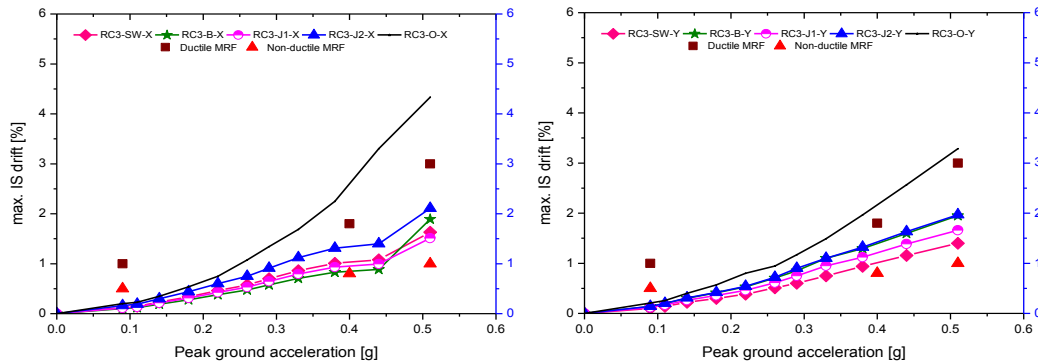 RC3-SW-X RC3-B-X RC3-J1-X RC3-J2-X RC3-O-X
Ductile MRF Non-ductile MRF
6 6
5 5
4 4
3 3
2 2
1 1
0 0
max. IS drift [%]
0.0 0.1 0.2 0.3 0.4 0.5 0.6
Peak ground acceleration [g]
RC3-SW-Y RC3-B-Y RC3-J1-Y RC3-J2-Y RC3-O-Y
Ductile MRF Non-ductile MRF
6 6
5 5
4 4
3 3
2 2
1 1
0 0
max. IS drift [%]
0.0 0.1 0.2 0.3 0.4 0.5 0.6
Peak ground acceleration [g]